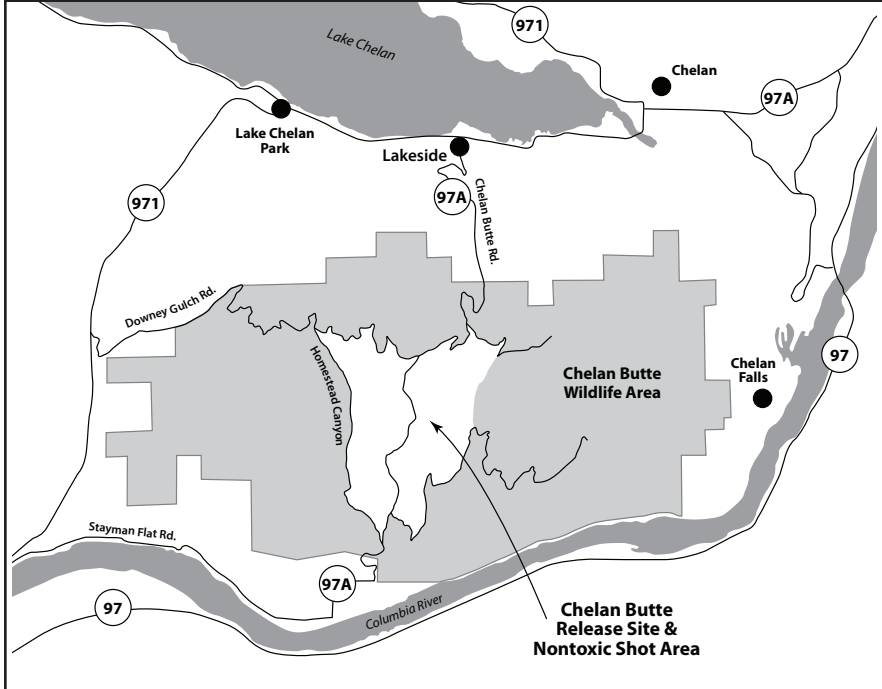 971
Lake Chelan
Chelan
97A
Lake Chelan
Park
Lakeside
971
97A
Chelan Butte Rd.
Downey Gulch Rd.
Homestead Canyon
Chelan Butte
Wildlife Area
Chelan
Falls
97
Stayman Flat Rd.
97A
97
Columbia River
Chelan Butte
Release Site &
Nontoxic Shot Area